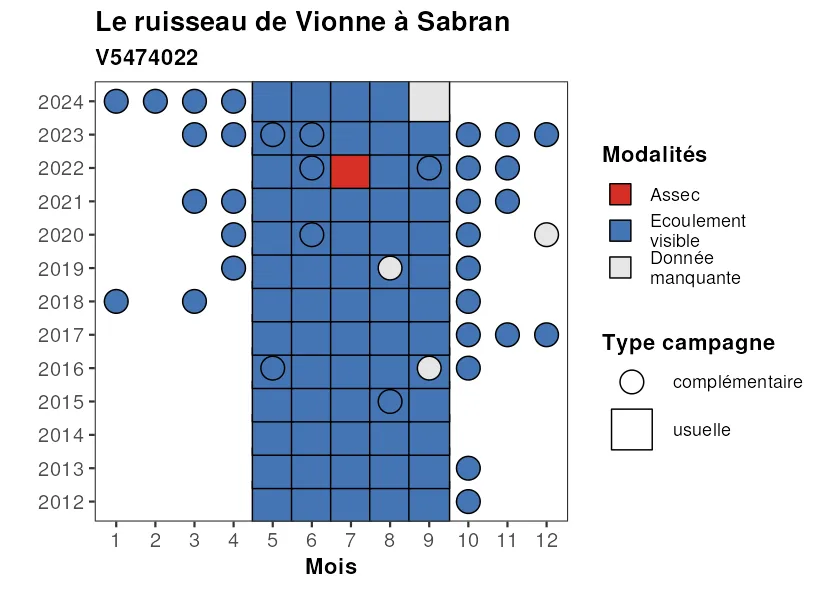 Le ruisseau de Vionne à Sabran
V5474022
2024
2023
2022
2021
2020
2019
2018
2017
2016
2015
2014
2013
2012
1 2 3 4 5 6 7 8 9 10 11 12
Mois
Modalités
Assec
Ecoulement
visible
Donnée
manquante
Type campagne
complémentaire
usuelle